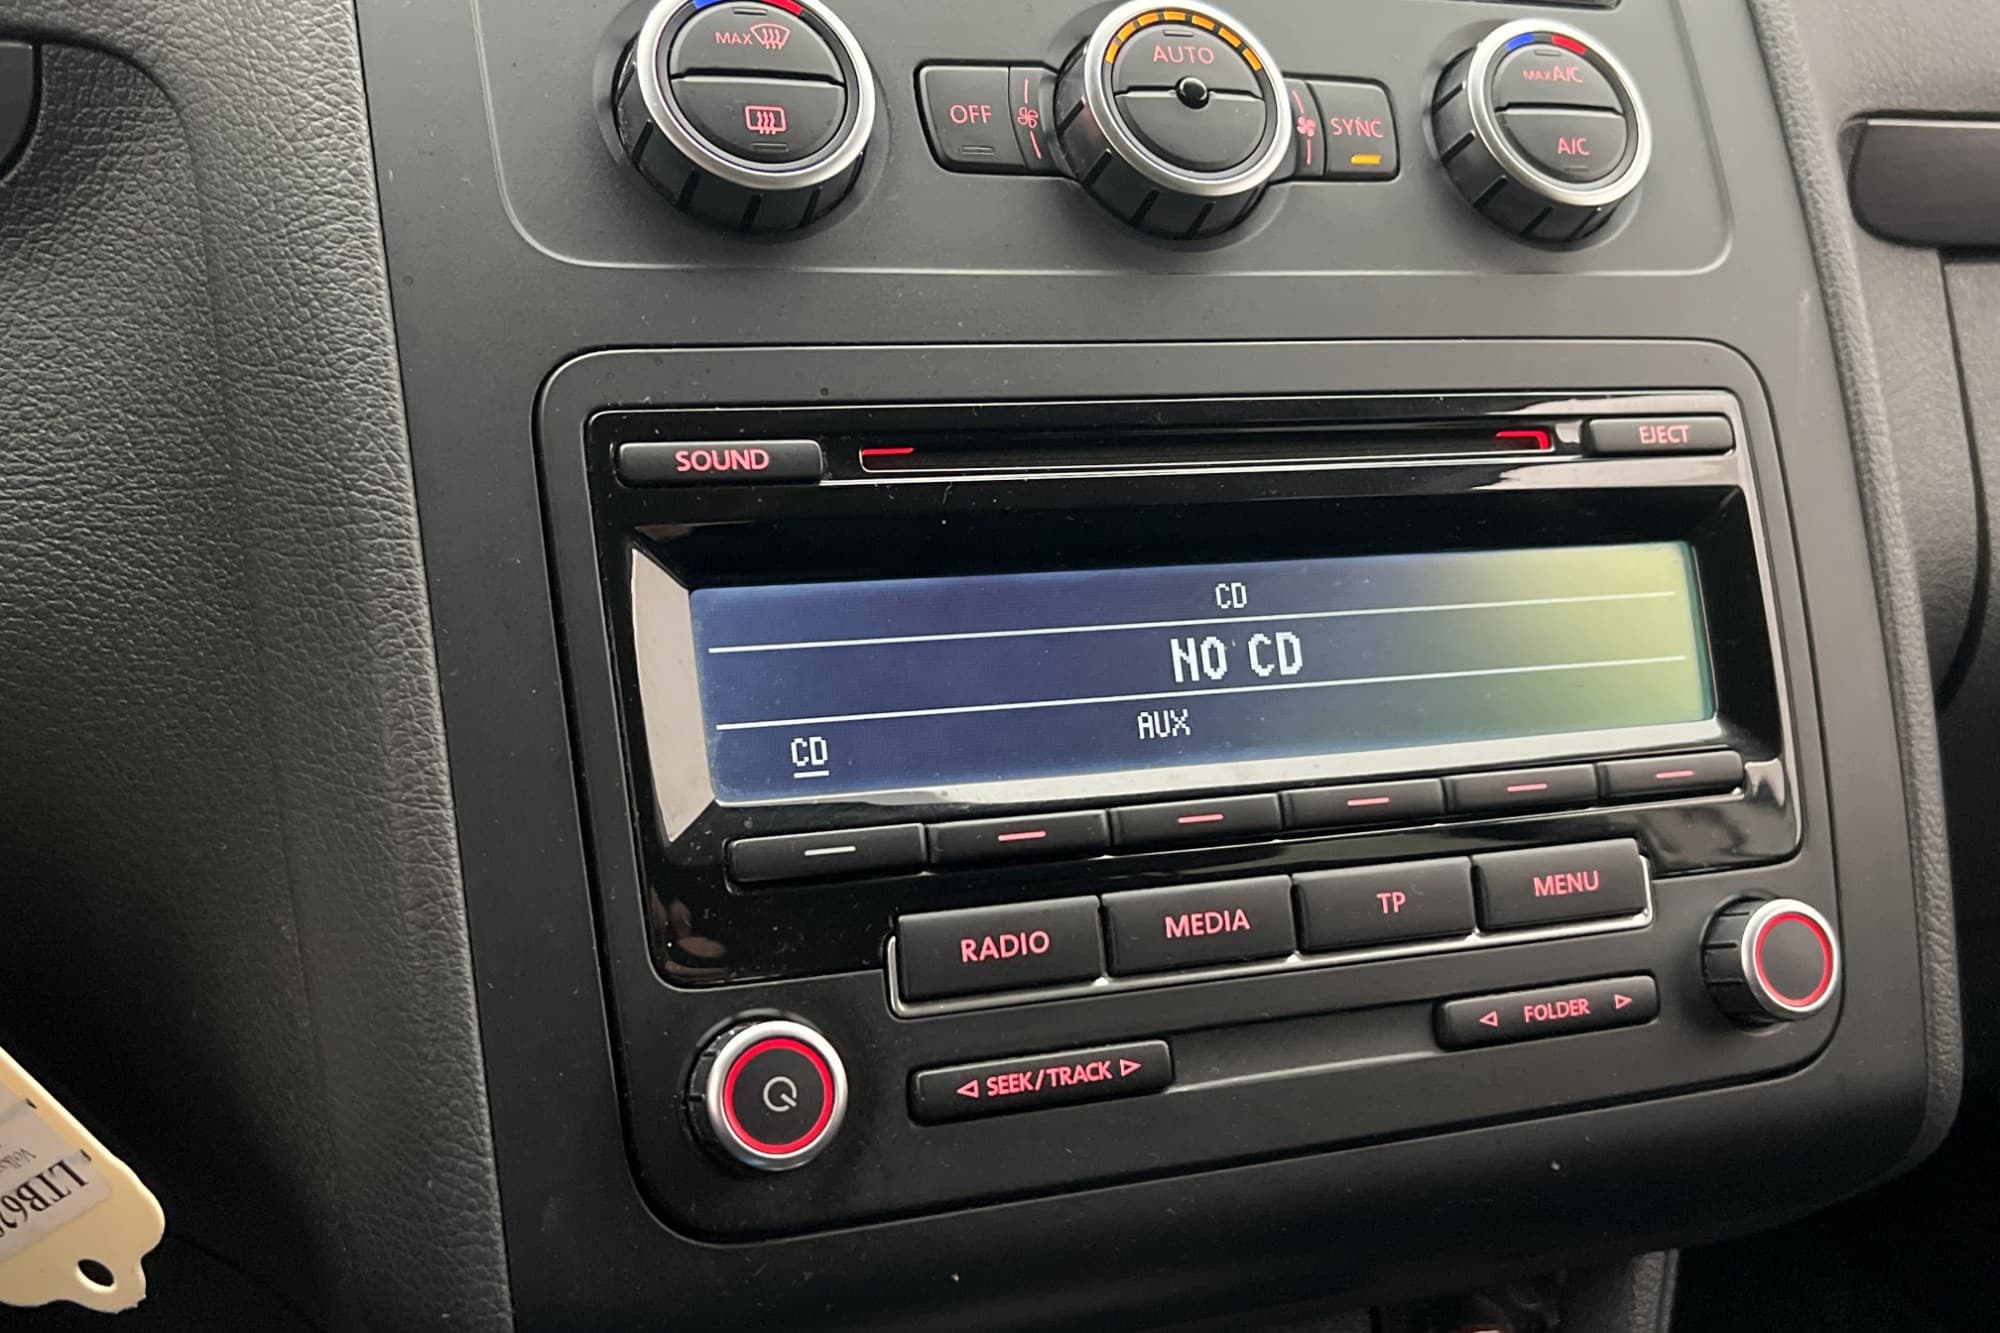 MAX
AUTO
MAX A/C
OFF
SYNC
A/C
SOUND
EJECT
CD
NO CD
CD
AUX
RADIO
MEDIA
TP
MENU
SEEK/TRACK
FOLDER